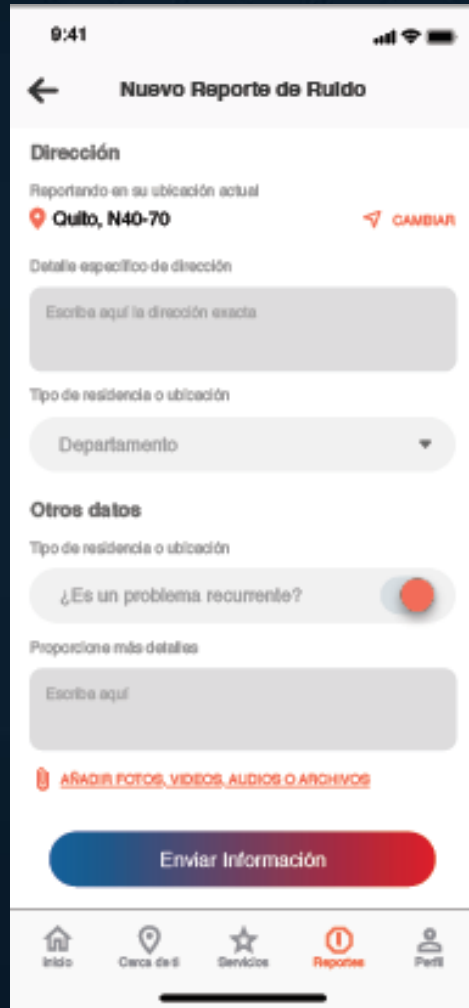 9:41
Nuevo Reporte de Ruido
Dirección
Reportando en su ubicación actual
Quito, N40-70
CAMBIAR
Detalle específico de dirección
Escriba aquí la dirección exacta
Tipo de residencia o ubicación
Departamento
Otros datos
Tipo de residencia o ubicación
¿Es un problema recurrente?
Proporcione más detalles
Escriba aquí
AÑADIR FOTOS, VIDEOS, AUDIOS O ARCHIVOS
Enviar Información
Inicio
Cerca de ti
Servicios
Reportes
Perfil